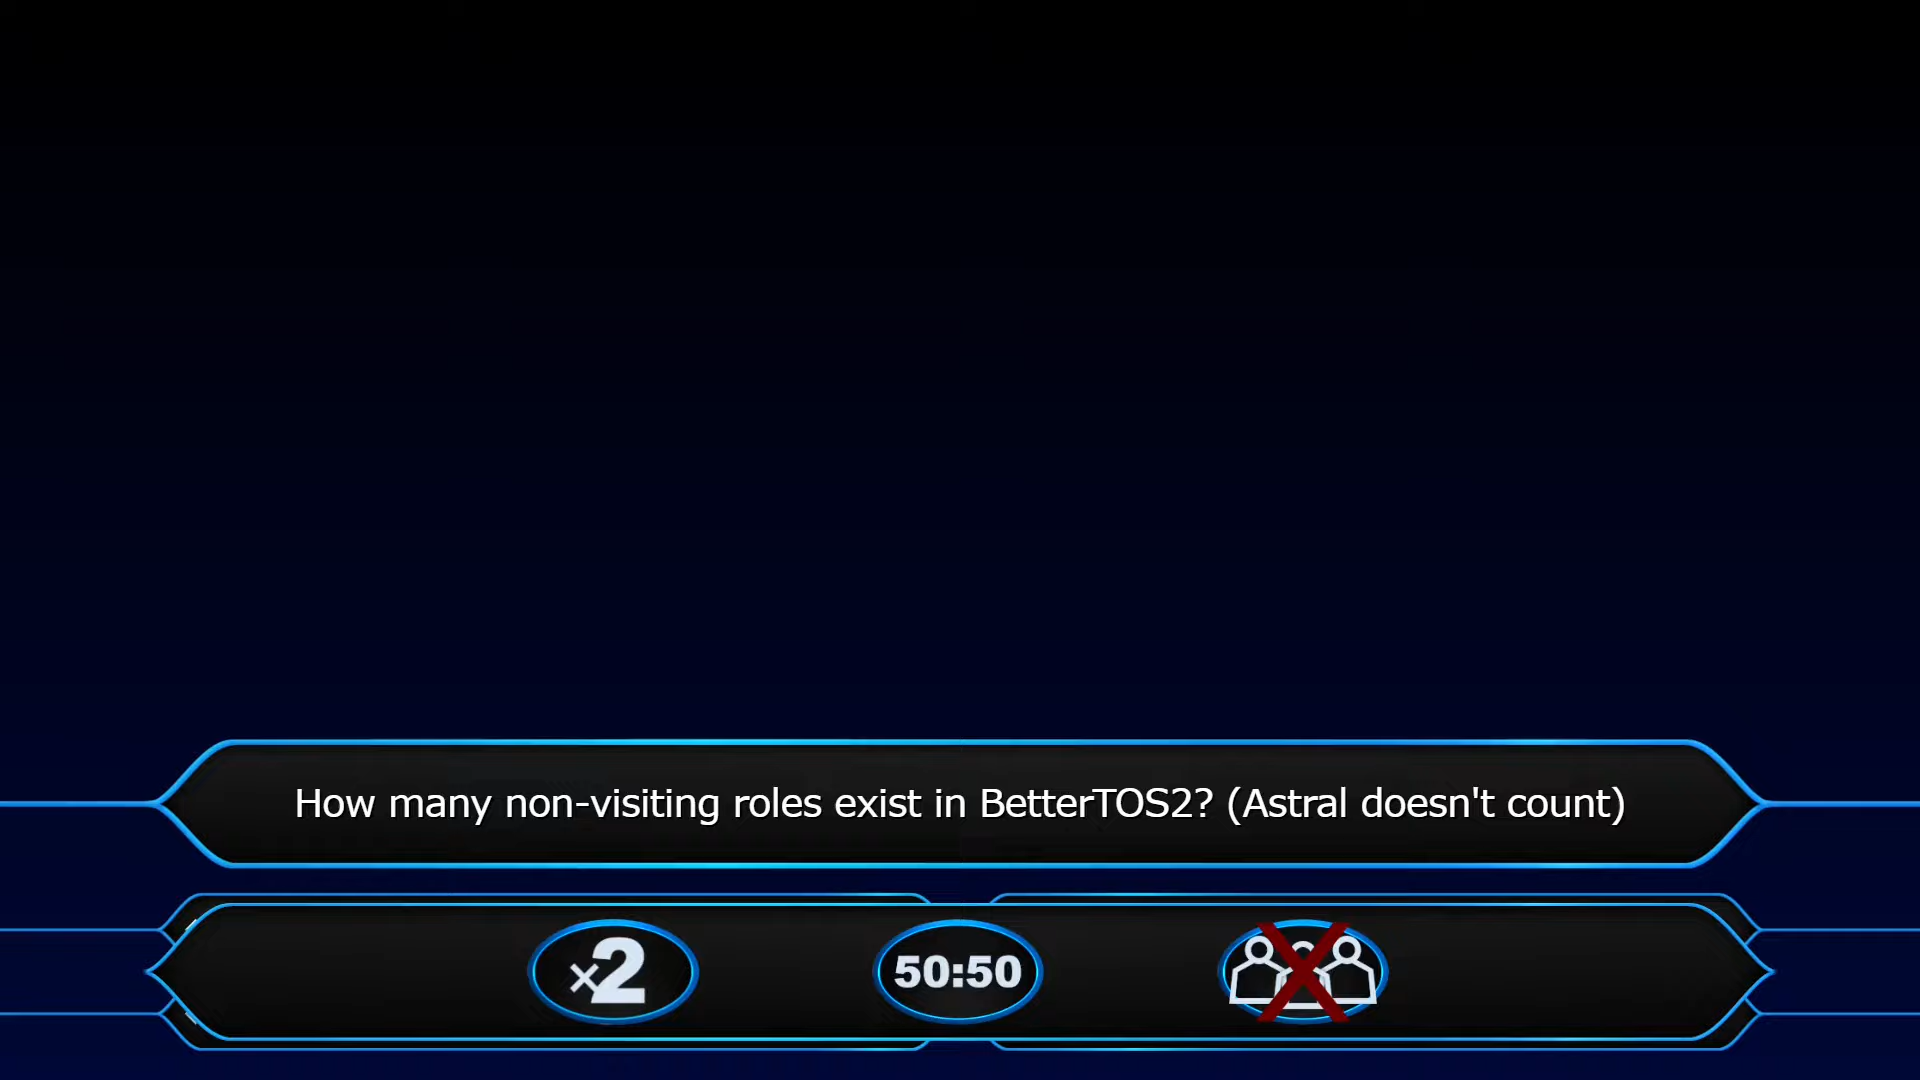 How many non-visiting roles exist in BetterTOS2? (Astral doesn't count)
×2
50:50